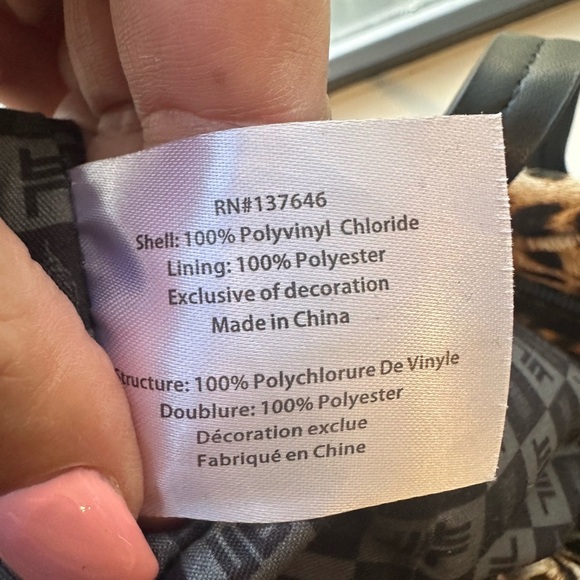 RN#137646
Shell: 100% Polyvinyl Chloride
Lining: 100% Polyester
Exclusive of decoration
Made in China
Structure: 100% Polychlorure De Vinyle
Doublure: 100% Polyester
Décoration exclue
Fabriqué en Chine